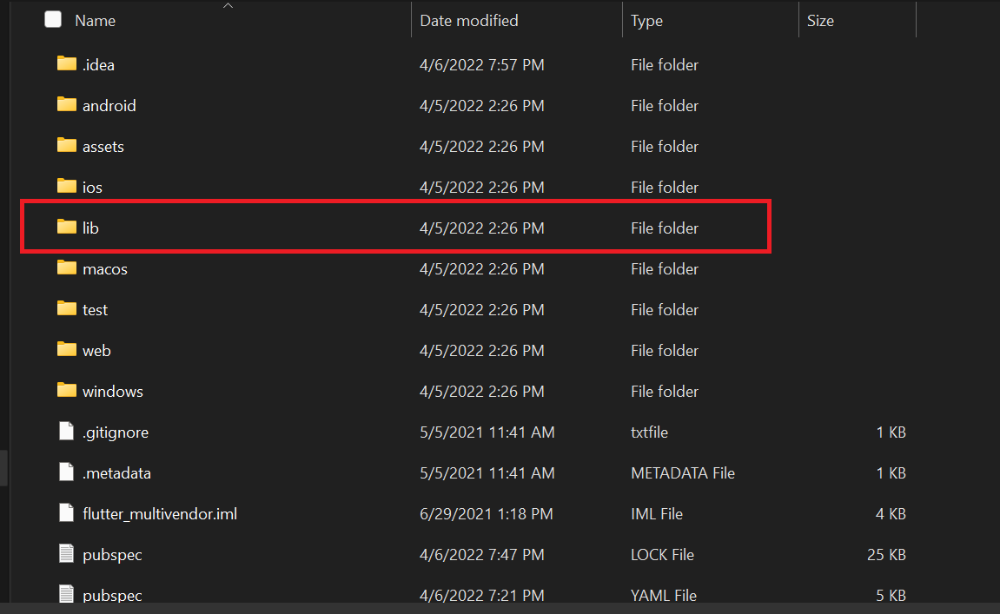 Name Date modified Type Size
.idea 4/6/2022 7:57 PM File folder
android 4/5/2022 2:26 PM File folder
assets 4/5/2022 2:26 PM File folder
ios 4/5/2022 2:26 PM File folder
lib 4/5/2022 2:26 PM File folder
macos 4/5/2022 2:26 PM File folder
test 4/5/2022 2:26 PM File folder
web 4/5/2022 2:26 PM File folder
windows 4/5/2022 2:26 PM File folder
.gitignore 5/5/2021 11:41 AM txtfile 1 KB
.metadata 5/5/2021 11:41 AM METADATA File 1 KB
flutter_multivendor.iml 6/29/2021 1:18 PM IML File 4 KB
pubspec 4/6/2022 7:47 PM LOCK File 25 KB
pubspec 4/6/2022 7:21 PM YAML File 5 KB